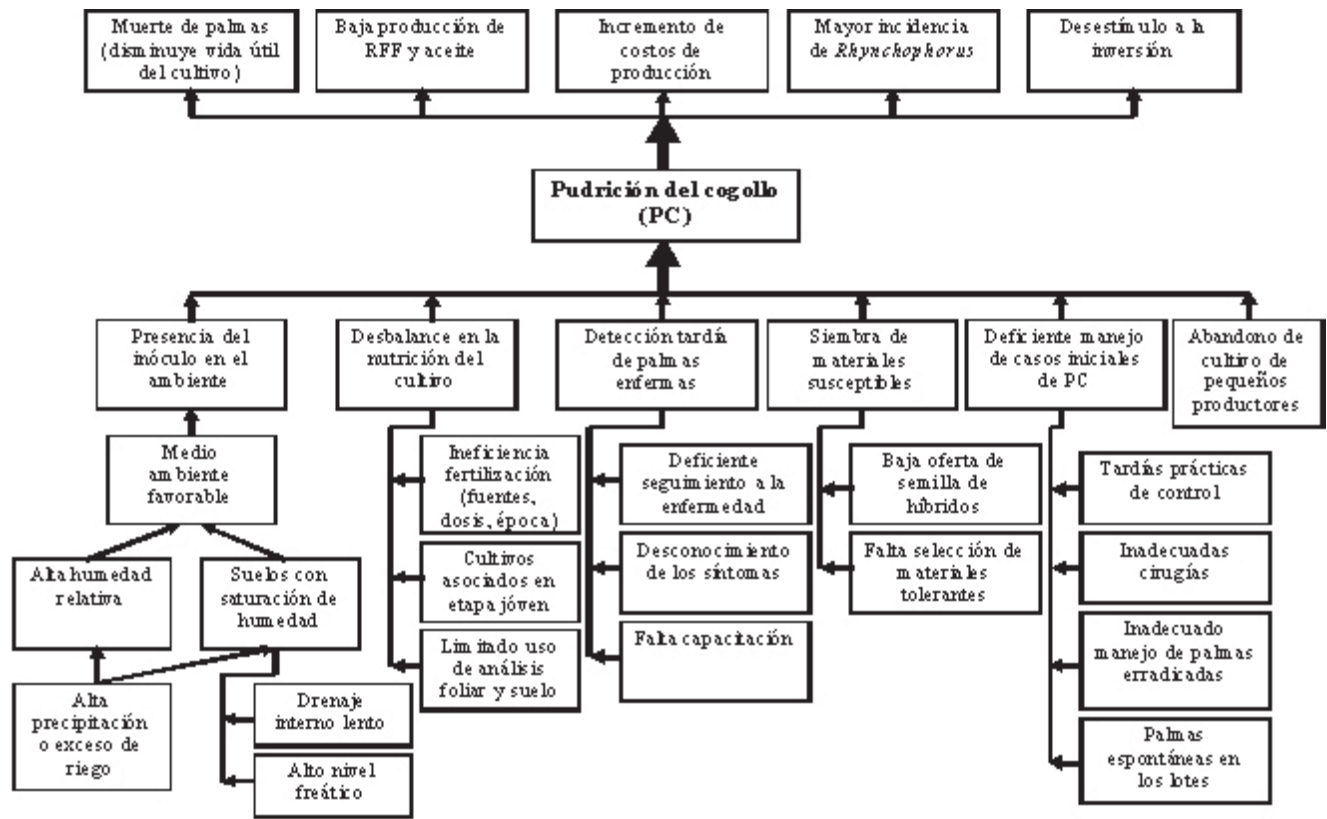 Muerte de palmas
(disminuye vida útil
del cultivo)
Baja producción de
RFF y aceite
Incremento de
costos de
producción
Mayor incidencia
de Rhynchophorus
Desestímulo a la
inversión
Pudrición del cogollo
(PC)
Presencia del
inóculo en el
ambiente
Desbalance en la
nutrición del
cultivo
Detección tardía
de palmas
enfermas
Siembra de
materiales
susceptibles
Deficiente manejo
de casos iniciales
de PC
Abandono de
cultivo de
pequeños
productores
Medio
ambiente
favorable
Alta humedad
relativa
Suelos con
saturación de
humedad
Alta
precipitación
o exceso de
riego
Drenaje
interno lento
Alto nivel
freático
Ineficiencia
fertilización
(fuentes,
dosis, época)
Cultivos
asociados en
etapa jóven
Limitado uso
de análisis
foliar y suelo
Deficiente
seguimiento a la
enfermedad
Desconocimiento
de los síntomas
Falta capacitación
Baja oferta de
semilla de
híbridos
Falta selección de
materiales
tolerantes
Tardías prácticas
de control
Inadecuadas
cirugías
Inadecuado
manejo de palmas
erradicadas
Palmas
espontáneas en
los lotes